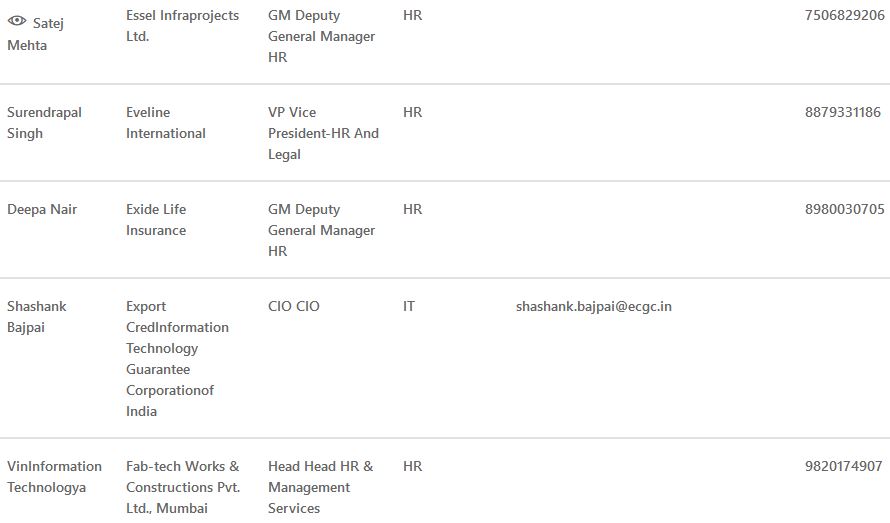 Satej Mehta Essel Infraprojects Ltd. GM Deputy General Manager HR HR 7506829206
Surendrapal Singh Eveline International VP Vice President-HR And Legal HR 8879331186
Deepa Nair Exide Life Insurance GM Deputy General Manager HR HR 8980030705
Shashank Bajpai Export CredInformation Technology Guarantee Corporationof India CIO CIO IT shashank.bajpai@ecgc.in
VinInformation Technologya Fab-tech Works & Constructions Pvt. Ltd., Mumbai Head Head HR & Management Services HR 9820174907